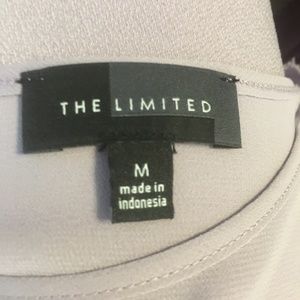 THE LIMITED
M
made in
indonesia